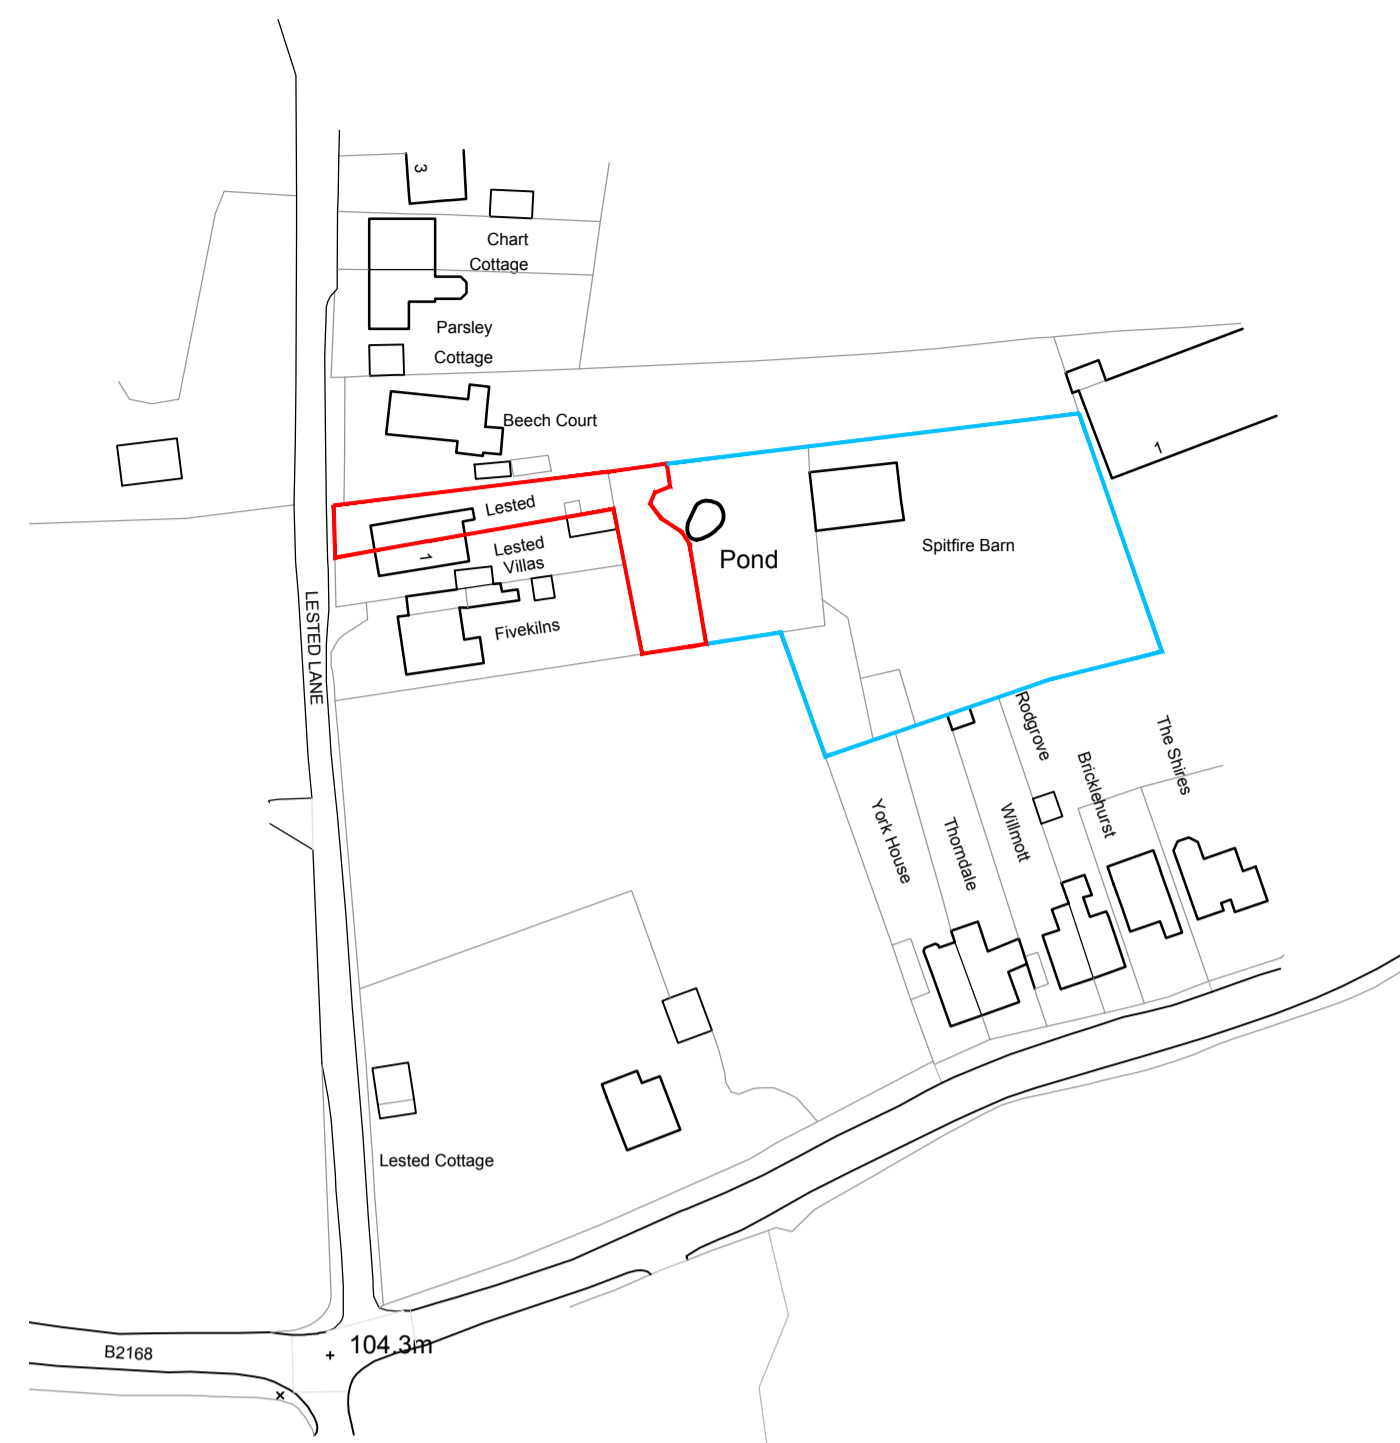 3
Chart
Cottage
Parsley
Cottage
Beech Court
1
Lested
1
Lested
Villas
Pond
Spitfire Barn
Fivekilns
LESTED LANE
Rodgrove
The Shires
Bricklehurst
York House
Thorndale
Willmott
Lested Cottage
104.3m
B2168